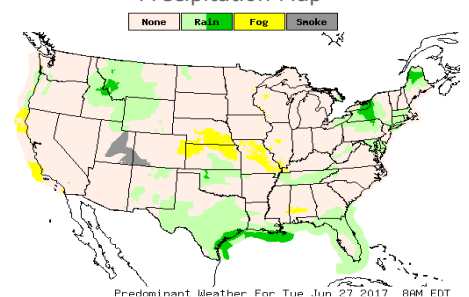 Precipitation Map
None Rain Fog Smoke
Predominant Weather For Tue Jun 27 2017 8AM EDT